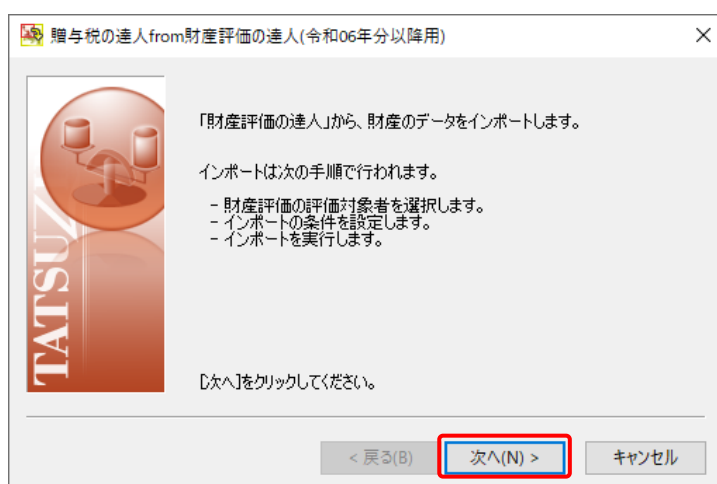 贈与税の達人from財産評価の達人(令和06年分以降用)
「財産評価の達人」から、財産のデータをインポートします。
インポートは次の手順で行われます。
- 財産評価の評価対象者を選択します。
- インポートの条件を設定します。
- インポートを実行します。
[次へ]をクリックしてください。
TATSUZI
< 戻る(B)
次へ(N) >
キャンセル